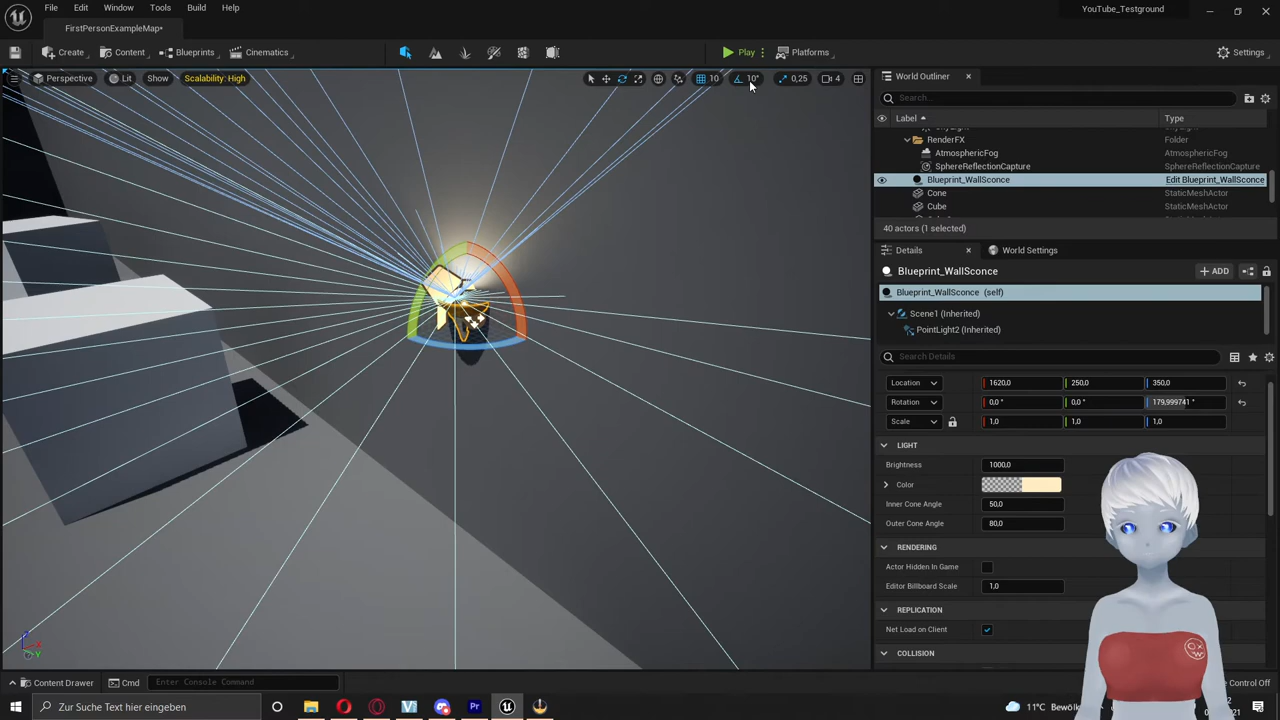 File Edit Window Tools Build Help
YouTube_Testground
FirstPersonExampleMap*
Create Content Blueprints Cinematics Play Platforms Settings
Perspective Lit Show Scalability: High 10 10° 0,25 4
World Outliner
Search...
Label Type
RenderFX Folder
AtmosphericFog AtmosphericFog
SphereReflectionCapture SphereReflectionCapture
Blueprint_WallSconce Edit Blueprint_WallSconce
Cone StaticMeshActor
Cube StaticMeshActor
40 actors (1 selected)
Details World Settings
Blueprint_WallSconce ADD
Blueprint_WallSconce (self)
Scene1 (Inherited)
PointLight2 (Inherited)
Search Details
Location 1620,0 250,0 350,0
Rotation 0,0 ° 0,0 ° 179,999741 °
Scale 1,0 1,0 1,0
LIGHT
Brightness 1000,0
Color
Inner Cone Angle 50,0
Outer Cone Angle 80,0
RENDERING
Actor Hidden In Game
Editor Billboard Scale 1,0
REPLICATION
Net Load on Client
COLLISION
Content Drawer Cmd Enter Console Command
Control Off
Zur Suche Text hier eingeben
11°C